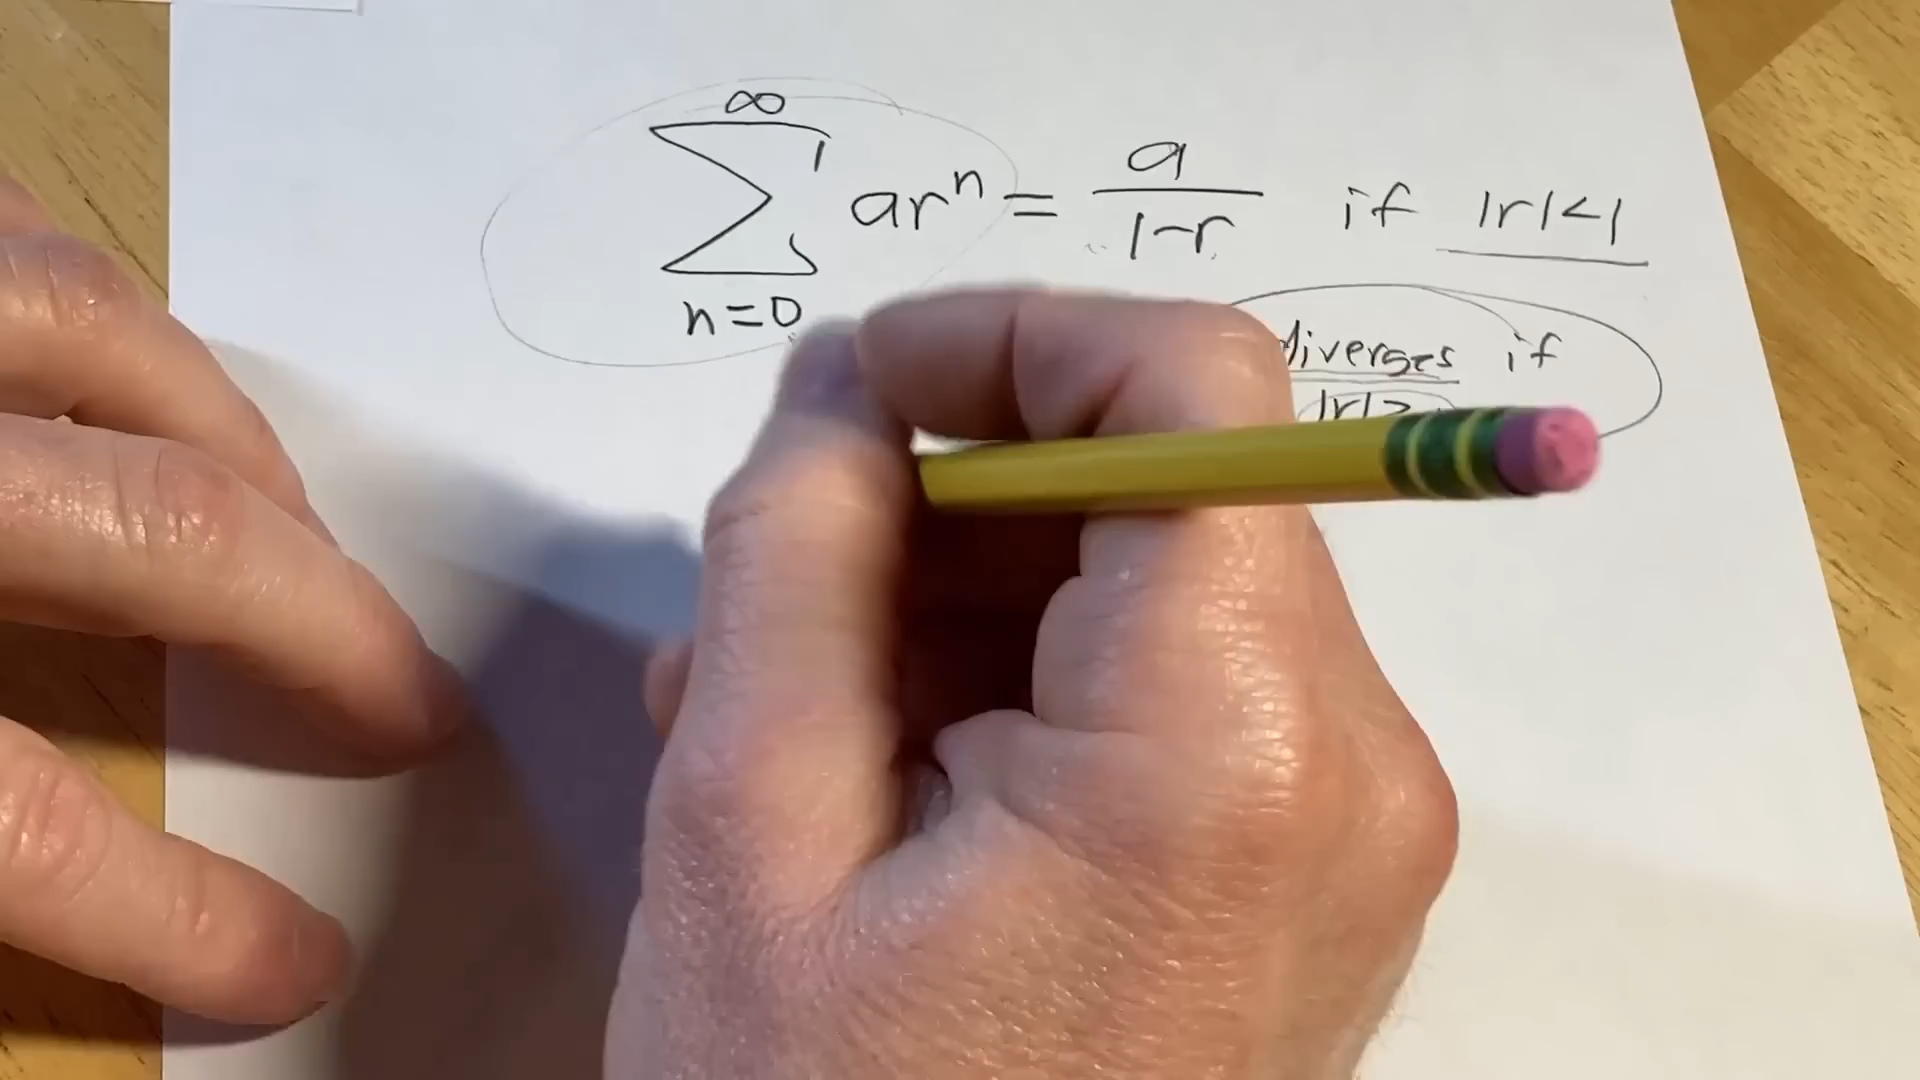 ∞
∑ arⁿ = a/(1-r) if |r|<1
n=0
diverges if
|r|≥